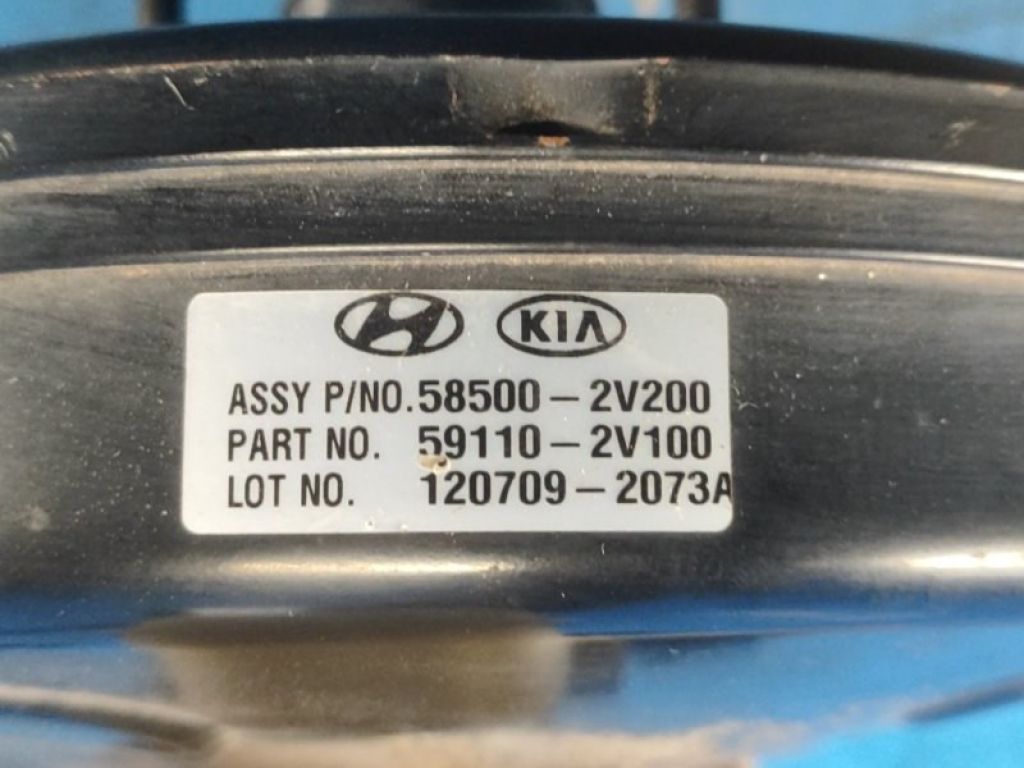 KIA
ASSY P/NO.58500-2V200
PART NO. 59110-2V100
LOT NO. 120709-2073A